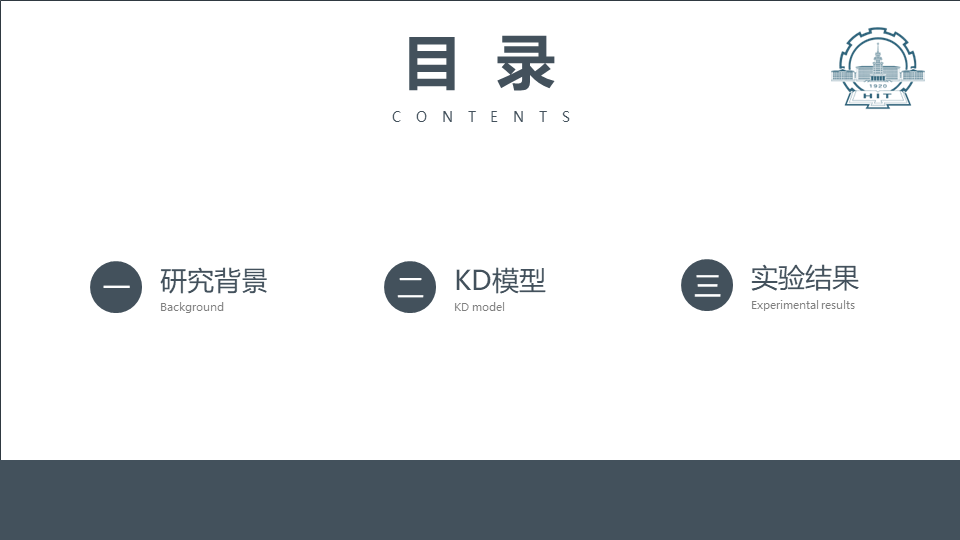 目 录
CONTENTS
1920
HIT
一
研究背景
Background
二
KD模型
KD model
三
实验结果
Experimental results